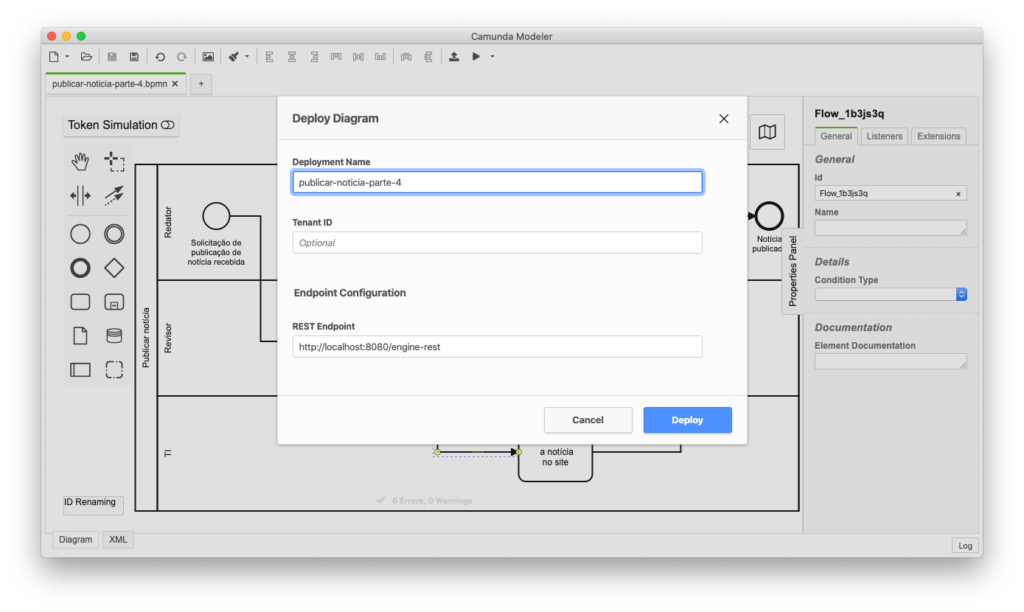 Camunda Modeler
publicar-noticia-parte-4.bpmn ×
+
Token Simulation
Deploy Diagram
Deployment Name
publicar-noticia-parte-4
Tenant ID
Optional
Endpoint Configuration
REST Endpoint
http://localhost:8080/engine-rest
Cancel
Deploy
Publicar notícia
Redator
Solicitação de
publicação de
notícia recebida
Revisor
TI
a notícia
no site
Notícia
publicad
0 Errors, 0 Warnings
ID Renaming
Diagram
XML
Properties Panel
Flow_1b3js3q
General
Listeners
Extensions
General
Id
Flow_1b3js3q ×
Name
Details
Condition Type
Documentation
Element Documentation
Log